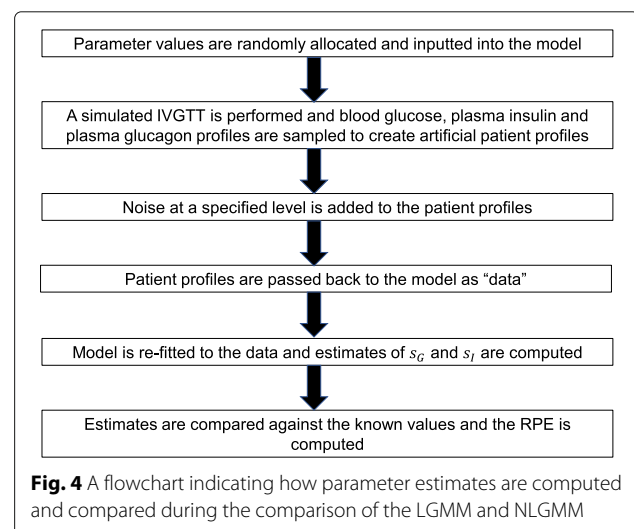 Parameter values are randomly allocated and inputted into the model
A simulated IVGTT is performed and blood glucose, plasma insulin and
plasma glucagon profiles are sampled to create artificial patient profiles
Noise at a specified level is added to the patient profiles
Patient profiles are passed back to the model as “data”
Model is re-fitted to the data and estimates of s_G and s_I are computed
Estimates are compared against the known values and the RPE is
computed
Fig. 4 A flowchart indicating how parameter estimates are computed
and compared during the comparison of the LGMM and NLGMM